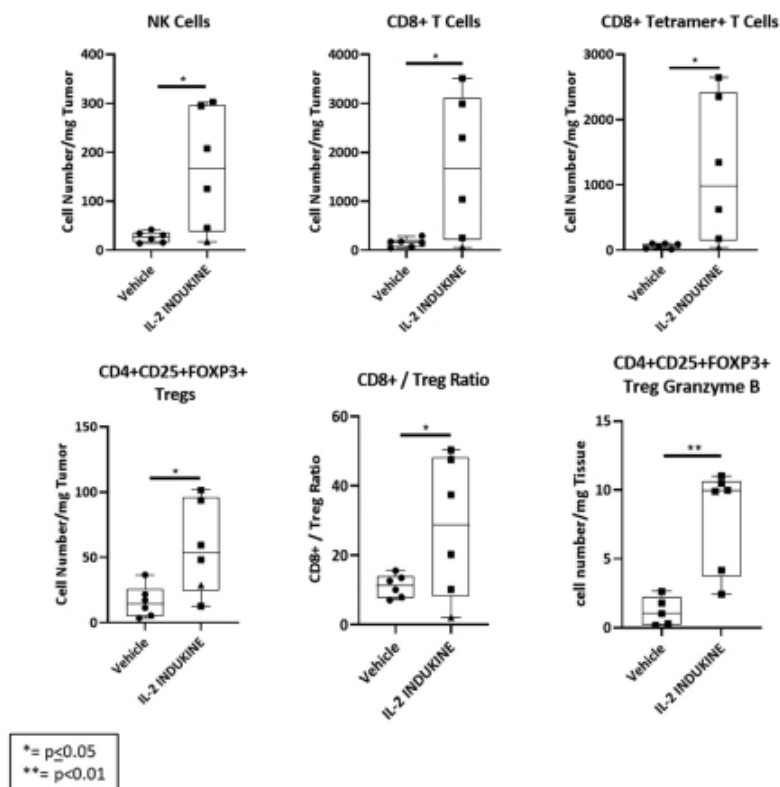 NK Cells
Cell Number/mg Tumor
400
300
200
100
0
*
Vehicle
IL-2 INDUKINE
CD8+ T Cells
Cell Number/mg Tumor
4000
3000
2000
1000
0
*
Vehicle
IL-2 INDUKINE
CD8+ Tetramer+ T Cells
Cell Number/mg Tumor
3000
2000
1000
0
*
Vehicle
IL-2 INDUKINE
CD4+CD25+FOXP3+
Tregs
Cell Number/mg Tumor
150
100
50
0
*
Vehicle
IL-2 INDUKINE
CD8+ / Treg Ratio
CD8+ / Treg Ratio
60
40
20
0
*
Vehicle
IL-2 INDUKINE
CD4+CD25+FOXP3+
Treg Granzyme B
cell number/mg Tissue
15
10
5
0
**
Vehicle
IL-2 INDUKINE
*= p≤0.05
**= p<0.01